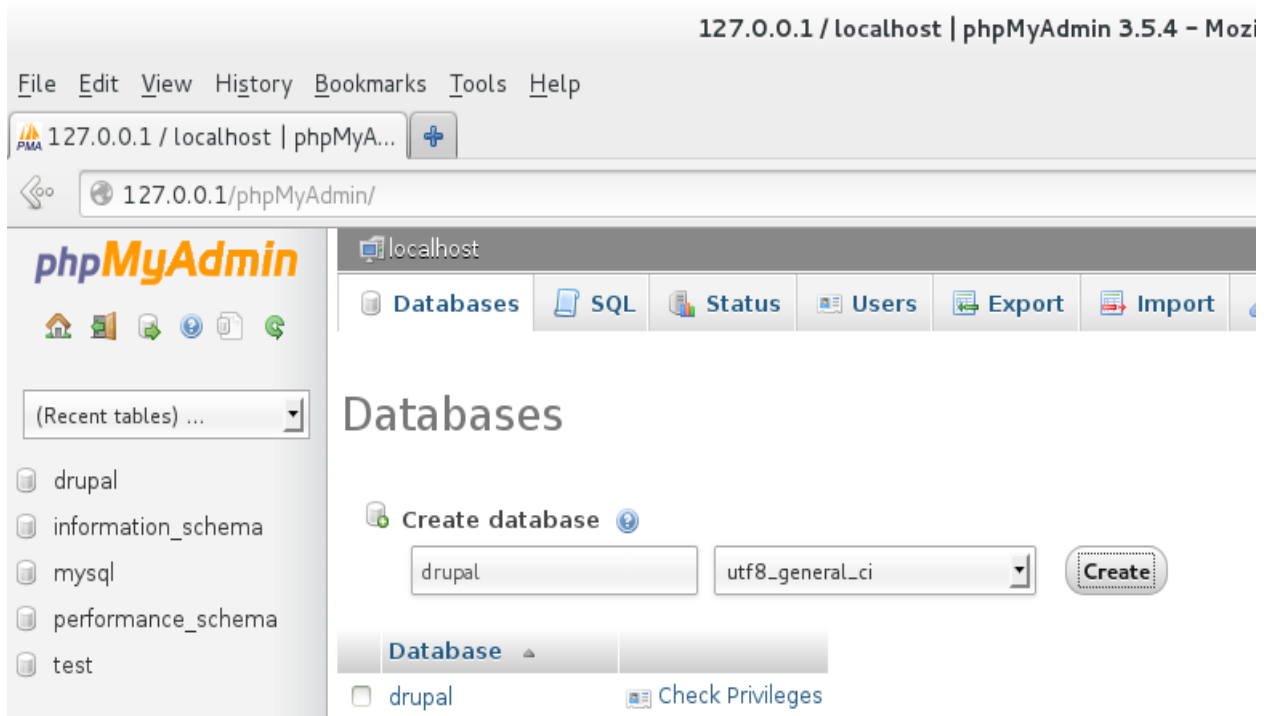 127.0.0.1 / localhost | phpMyAdmin 3.5.4 – Mozi
File Edit View History Bookmarks Tools Help
PMA 127.0.0.1 / localhost | phpMyA...
127.0.0.1/phpMyAdmin/
phpMyAdmin
localhost
Databases SQL Status Users Export Import
(Recent tables) ...
drupal
information_schema
mysql
performance_schema
test
Databases
Create database
drupal utf8_general_ci Create
Database
drupal Check Privileges